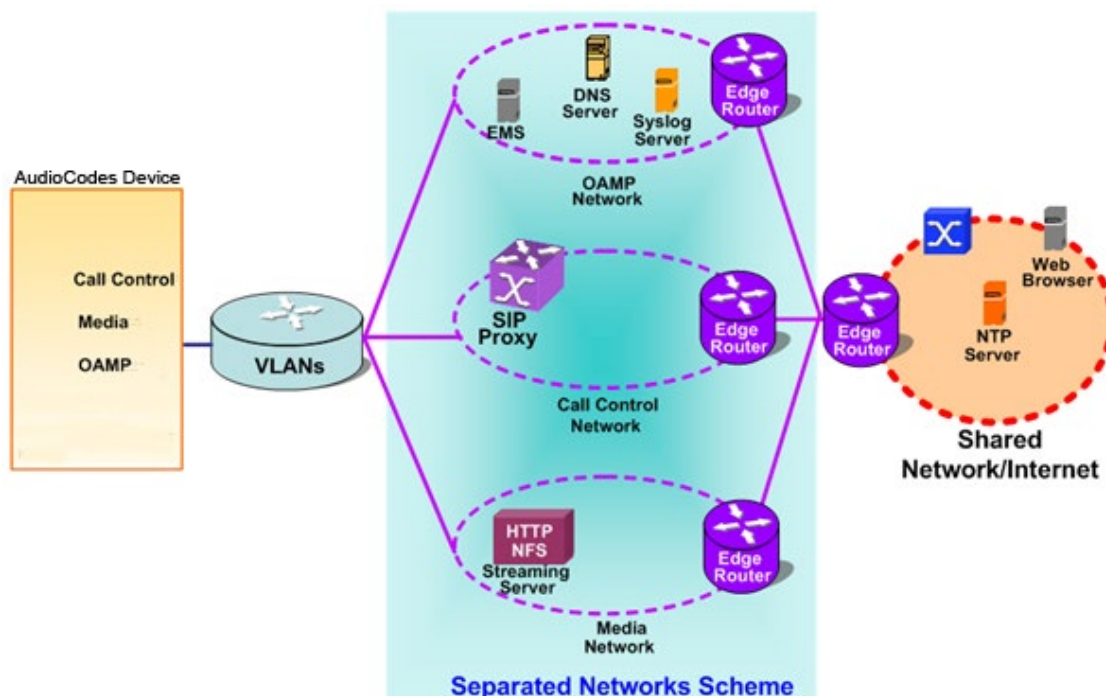 AudioCodes Device
Call Control
Media
OAMP
VLANs
EMS
DNS
Server
Syslog
Server
Edge
Router
OAMP
Network
SIP
Proxy
Edge
Router
Call Control
Network
HTTP
NFS
Streaming
Server
Edge
Router
Media
Network
Separated Networks Scheme
Edge
Router
Web
Browser
NTP
Server
Shared
Network/Internet